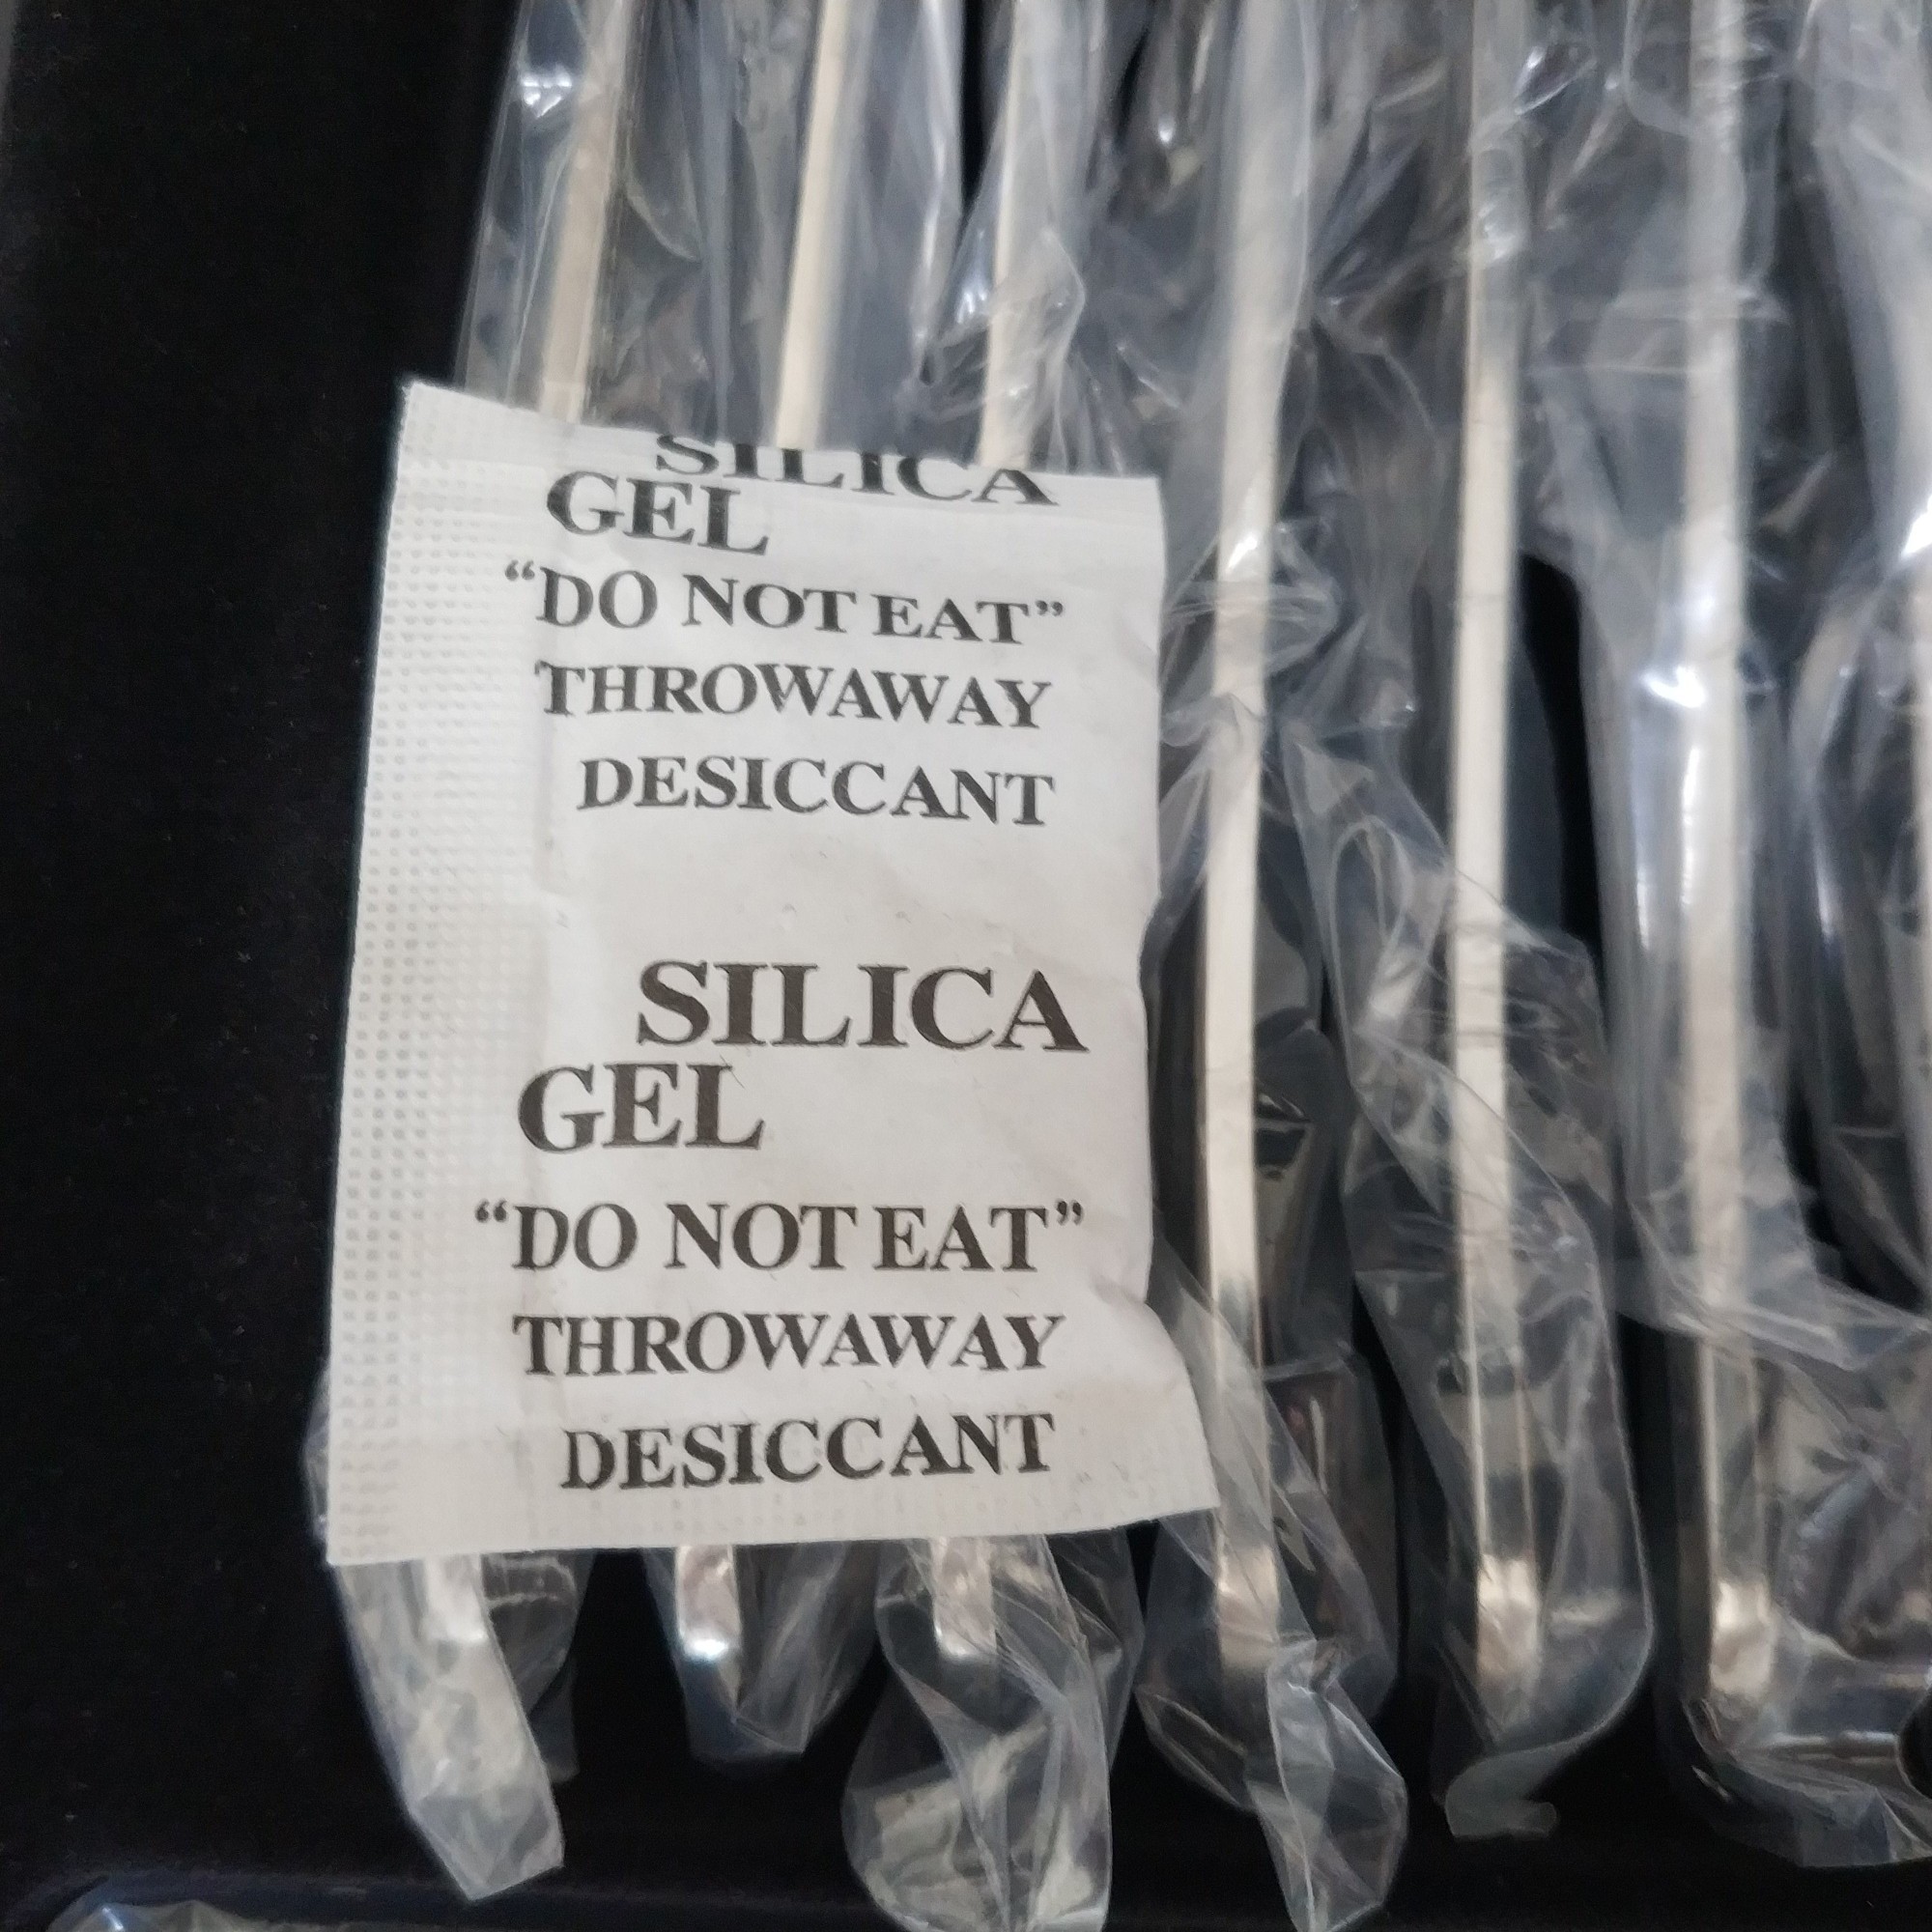 SILICA
GEL
“DO NOT EAT”
THROWAWAY
DESICCANT
SILICA
GEL
“DO NOT EAT”
THROWAWAY
DESICCANT